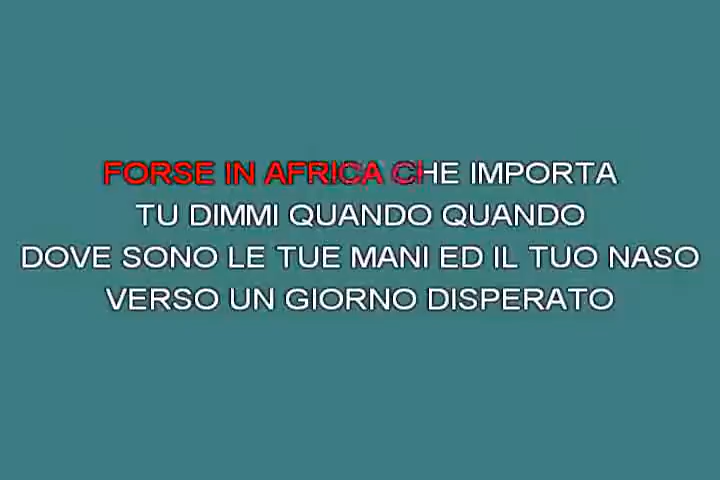 FORSE IN AFRICA CHE IMPORTA
TU DIMMI QUANDO QUANDO
DOVE SONO LE TUE MANI ED IL TUO NASO
VERSO UN GIORNO DISPERATO